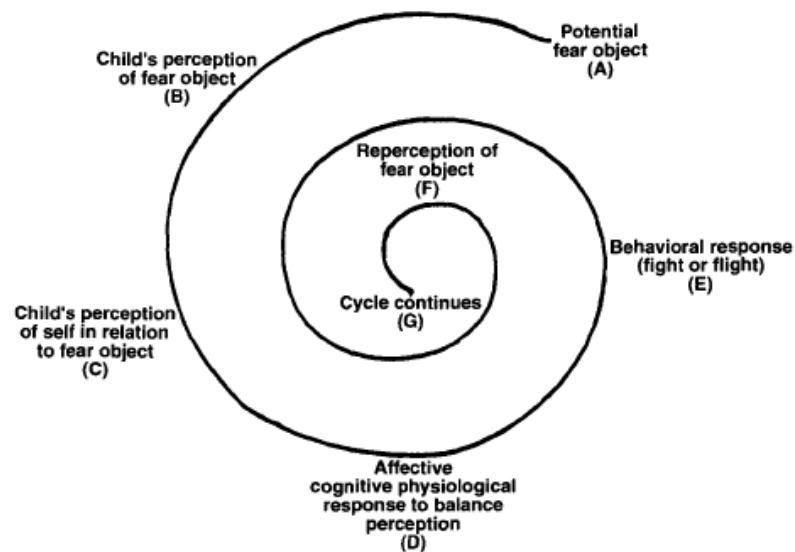 Potential
fear object
(A)
Child's perception
of fear object
(B)
Child's perception
of self in relation
to fear object
(C)
Affective
cognitive physiological
response to balance
perception
(D)
Behavioral response
(fight or flight)
(E)
Reperception of
fear object
(F)
Cycle continues
(G)